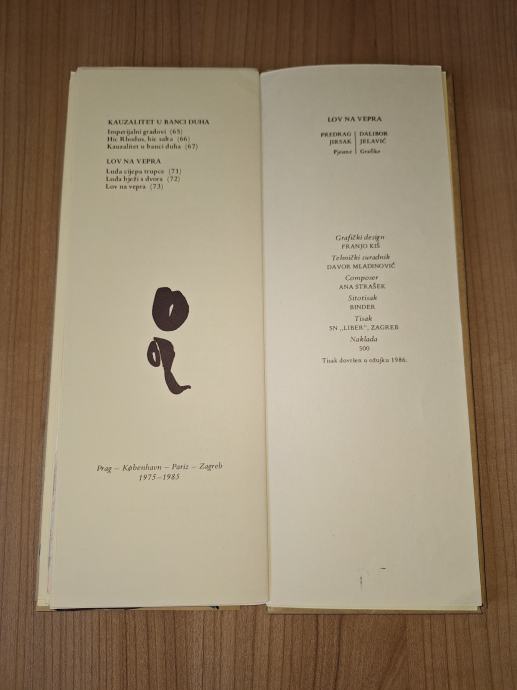 KAUZALITET U BANCI DUHA
Imperijalni gradovi (65)
Hic Rhodus, hic salta (66)
Kauzalitet u banci duha (67)
LOV NA VEPRA
Luđa cijepa trupce (71)
Luđa bježi s dvora (72)
Lov na vepra (73)
Prag – København – Pariz – Zagreb
1975–1985
LOV NA VEPRA
PREDRAG DALIBOR
JIRSAK JELAVIĆ
Pjesme Grafike
Grafički design
FRANJO KIŠ
Tehnički suradnik
DAVOR MLADINOVIĆ
Composer
ANA STRAŠEK
Sitotisak
BINDER
Tisak
SN „LIBER", ZAGREB
Naklada
500
Tisak dovršen u ožujku 1986.